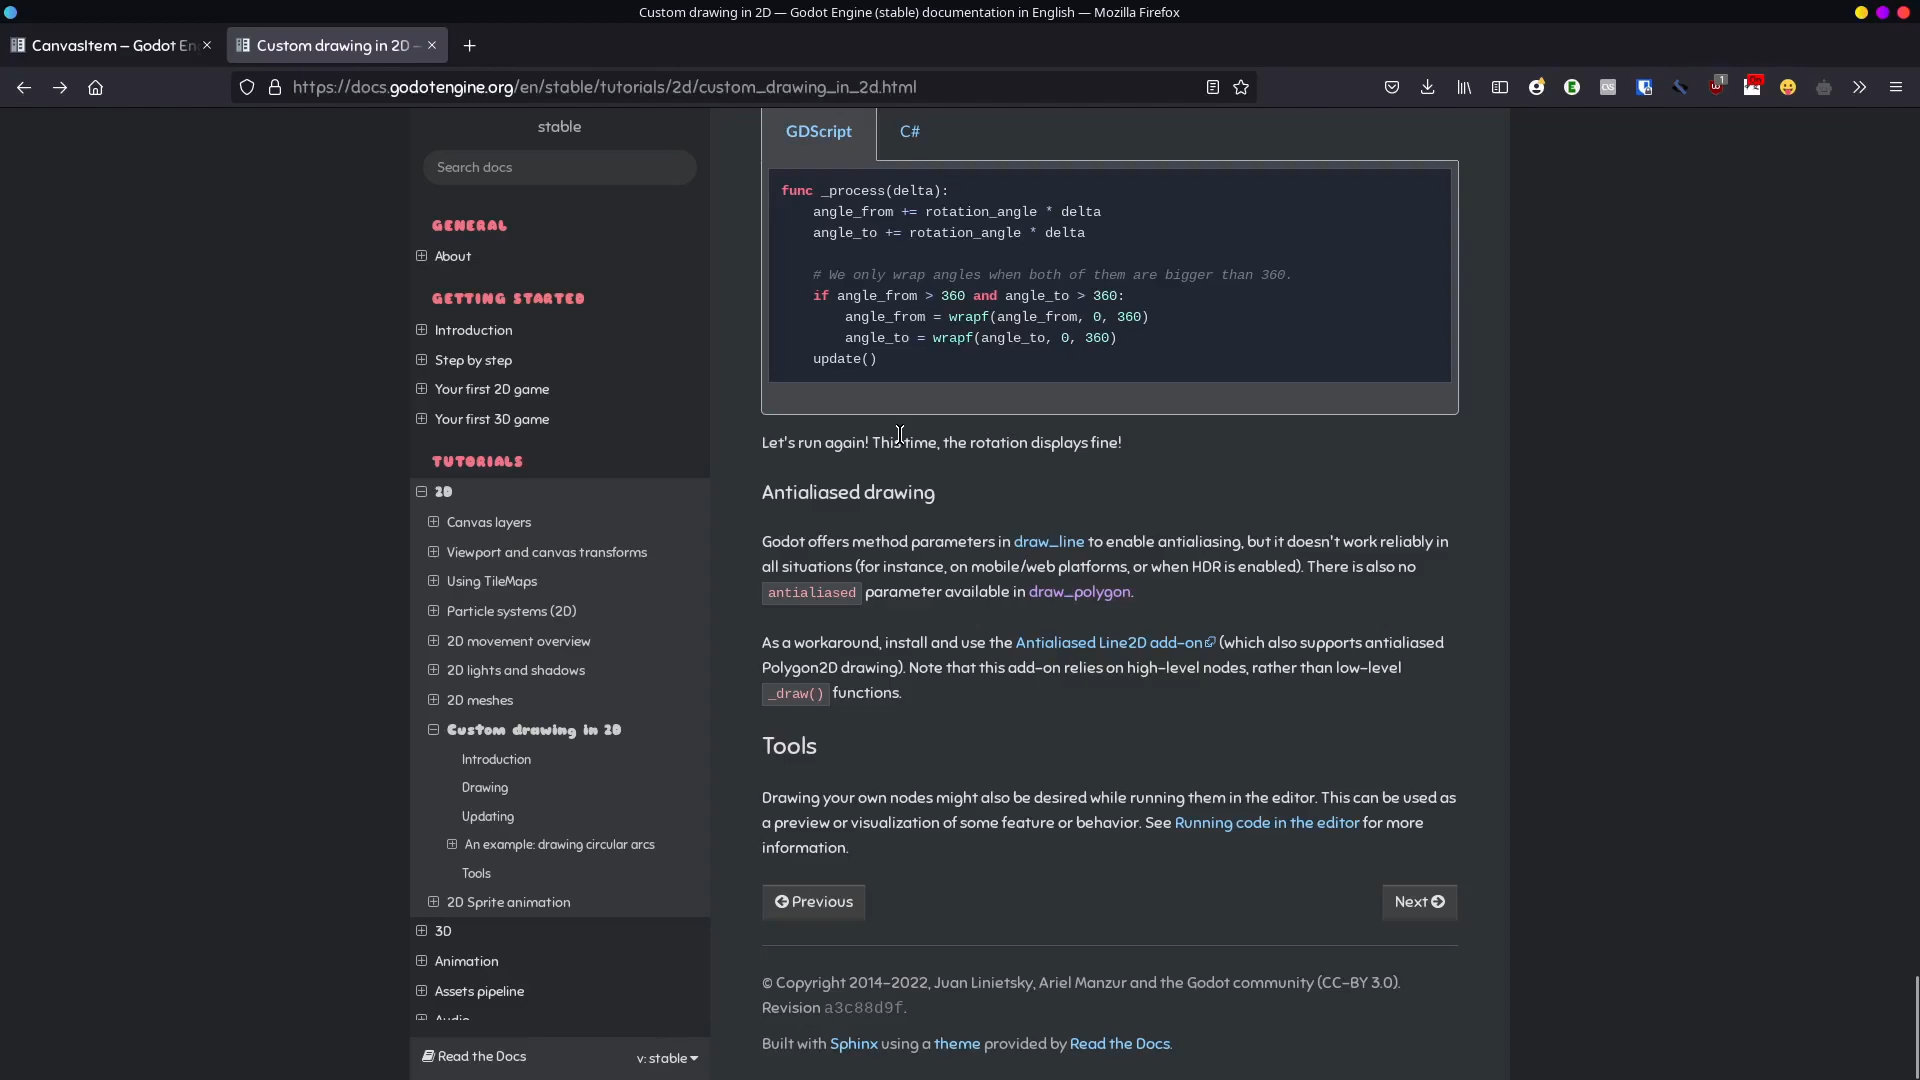 Custom drawing in 2D — Godot Engine (stable) documentation in English — Mozilla Firefox
CanvasItem — Godot En
Custom drawing in 2D —
https://docs.godotengine.org/en/stable/tutorials/2d/custom_drawing_in_2d.html
1
stable
Search docs
GENERAL
About
GETTING STARTED
Introduction
Step by step
Your first 2D game
Your first 3D game
TUTORIALS
2D
Canvas layers
Viewport and canvas transforms
Using TileMaps
Particle systems (2D)
2D movement overview
2D lights and shadows
2D meshes
Custom drawing in 2D
Introduction
Drawing
Updating
An example: drawing circular arcs
Tools
2D Sprite animation
3D
Animation
Assets pipeline
Audio
Read the Docs
v: stable
GDScript
C#
func _process(delta):
angle_from += rotation_angle * delta
angle_to += rotation_angle * delta
# We only wrap angles when both of them are bigger than 360.
if angle_from > 360 and angle_to > 360:
angle_from = wrapf(angle_from, 0, 360)
angle_to = wrapf(angle_to, 0, 360)
update()
Let's run again! This time, the rotation displays fine!
Antialiased drawing
Godot offers method parameters in draw_line to enable antialiasing, but it doesn't work reliably in
all situations (for instance, on mobile/web platforms, or when HDR is enabled). There is also no
antialiased parameter available in draw_polygon.
As a workaround, install and use the Antialiased Line2D add-on (which also supports antialiased
Polygon2D drawing). Note that this add-on relies on high-level nodes, rather than low-level
_draw() functions.
Tools
Drawing your own nodes might also be desired while running them in the editor. This can be used as
a preview or visualization of some feature or behavior. See Running code in the editor for more
information.
Previous
Next
© Copyright 2014-2022, Juan Linietsky, Ariel Manzur and the Godot community (CC-BY 3.0).
Revision a3c88d9f.
Built with Sphinx using a theme provided by Read the Docs.